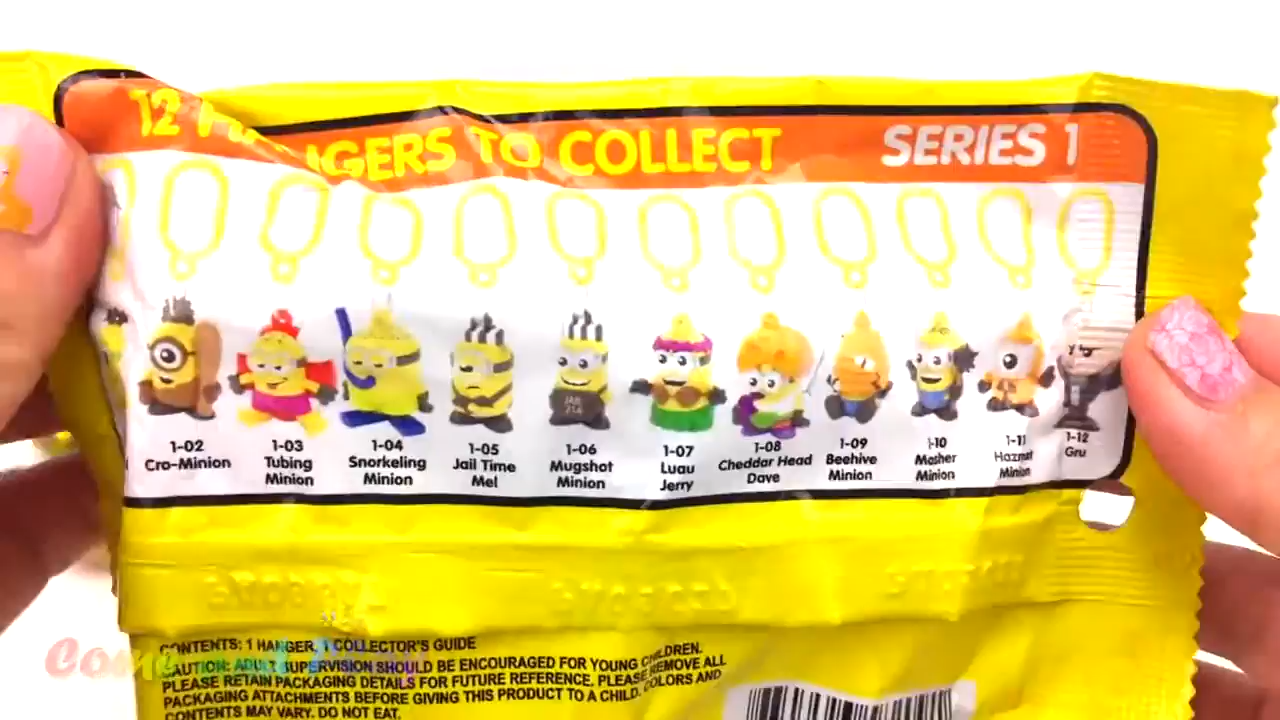 12 HANGERS TO COLLECT SERIES 1
1-02 1-03 1-04 1-05 1-06 1-07 1-08 1-09 1-10 1-11 1-12
Cro-Minion Tubing Minion Snorkeling Minion Jail Time Mel Mugshot Minion Luau Jerry Cheddar Head Dave Beehive Minion Masher Minion Hazmat Minion Gru
JAIL
CONTENTS: 1 HANGER, 1 COLLECTOR'S GUIDE
CAUTION: ADULT SUPERVISION SHOULD BE ENCOURAGED FOR YOUNG CHILDREN.
PLEASE RETAIN PACKAGING DETAILS FOR FUTURE REFERENCE. PLEASE REMOVE ALL
PACKAGING ATTACHMENTS BEFORE GIVING THIS PRODUCT TO A CHILD. COLORS AND
CONTENTS MAY VARY. DO NOT EAT.